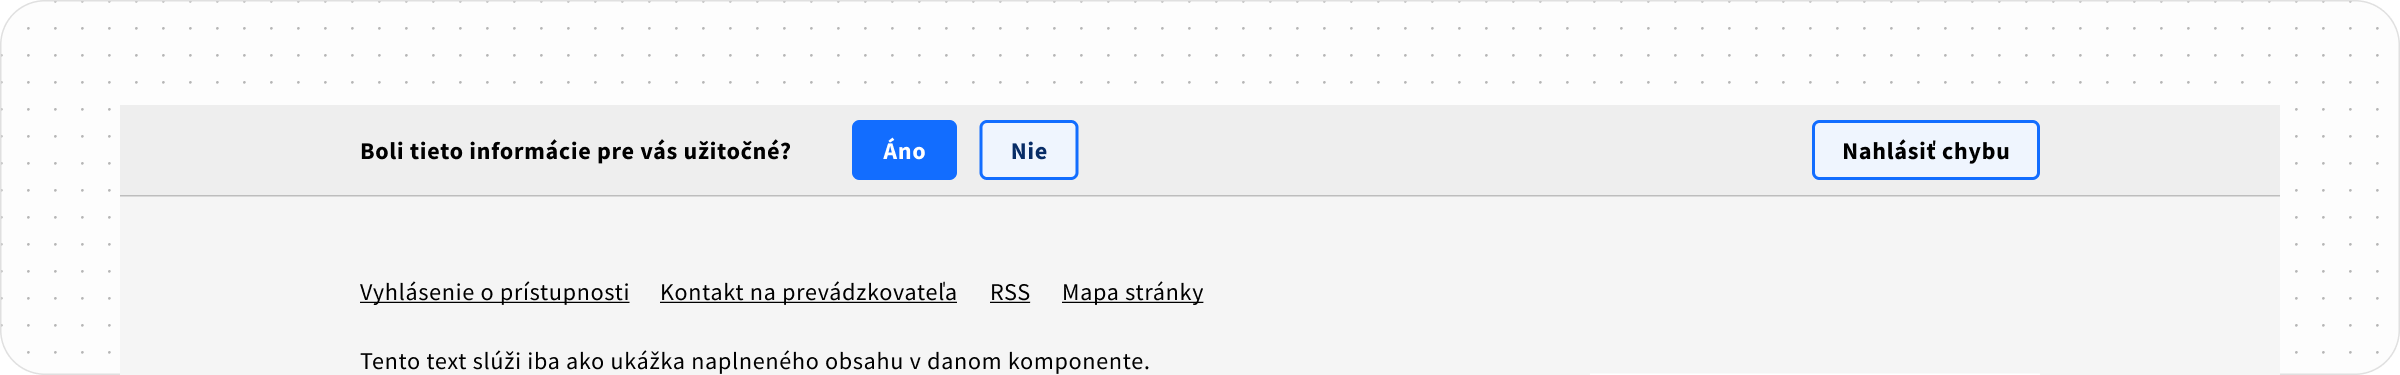 Boli tieto informácie pre vás užitočné? Áno Nie Nahlásiť chybu
Vyhlásenie o prístupnosti Kontakt na prevádzkovateľa RSS Mapa stránky
Tento text slúži iba ako ukážka naplneného obsahu v danom komponente.